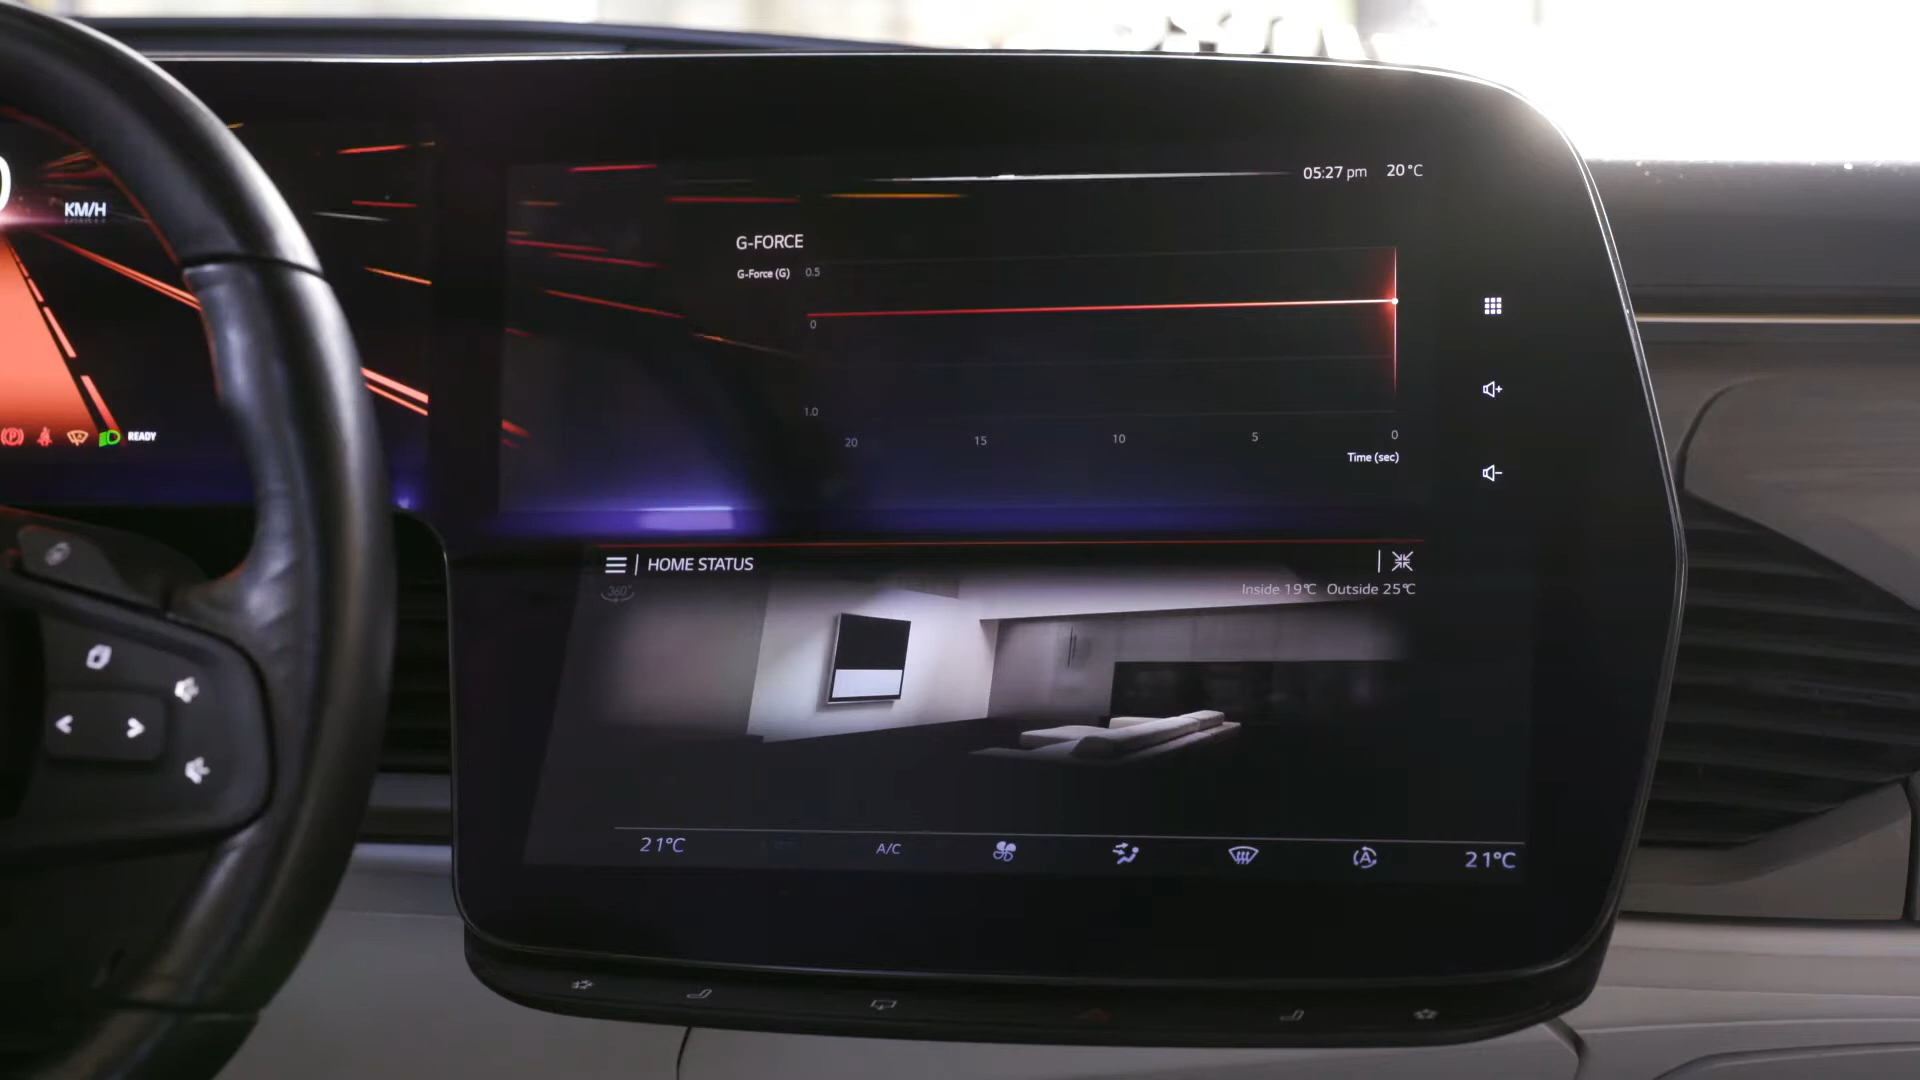 KM/H
READY
05:27 pm 20°C
G-FORCE
G-Force (G) 0.5
0
1.0
20 15 10 5 0
Time (sec)
HOME STATUS
360°
Inside 19°C Outside 25°C
21°C A/C 21°C